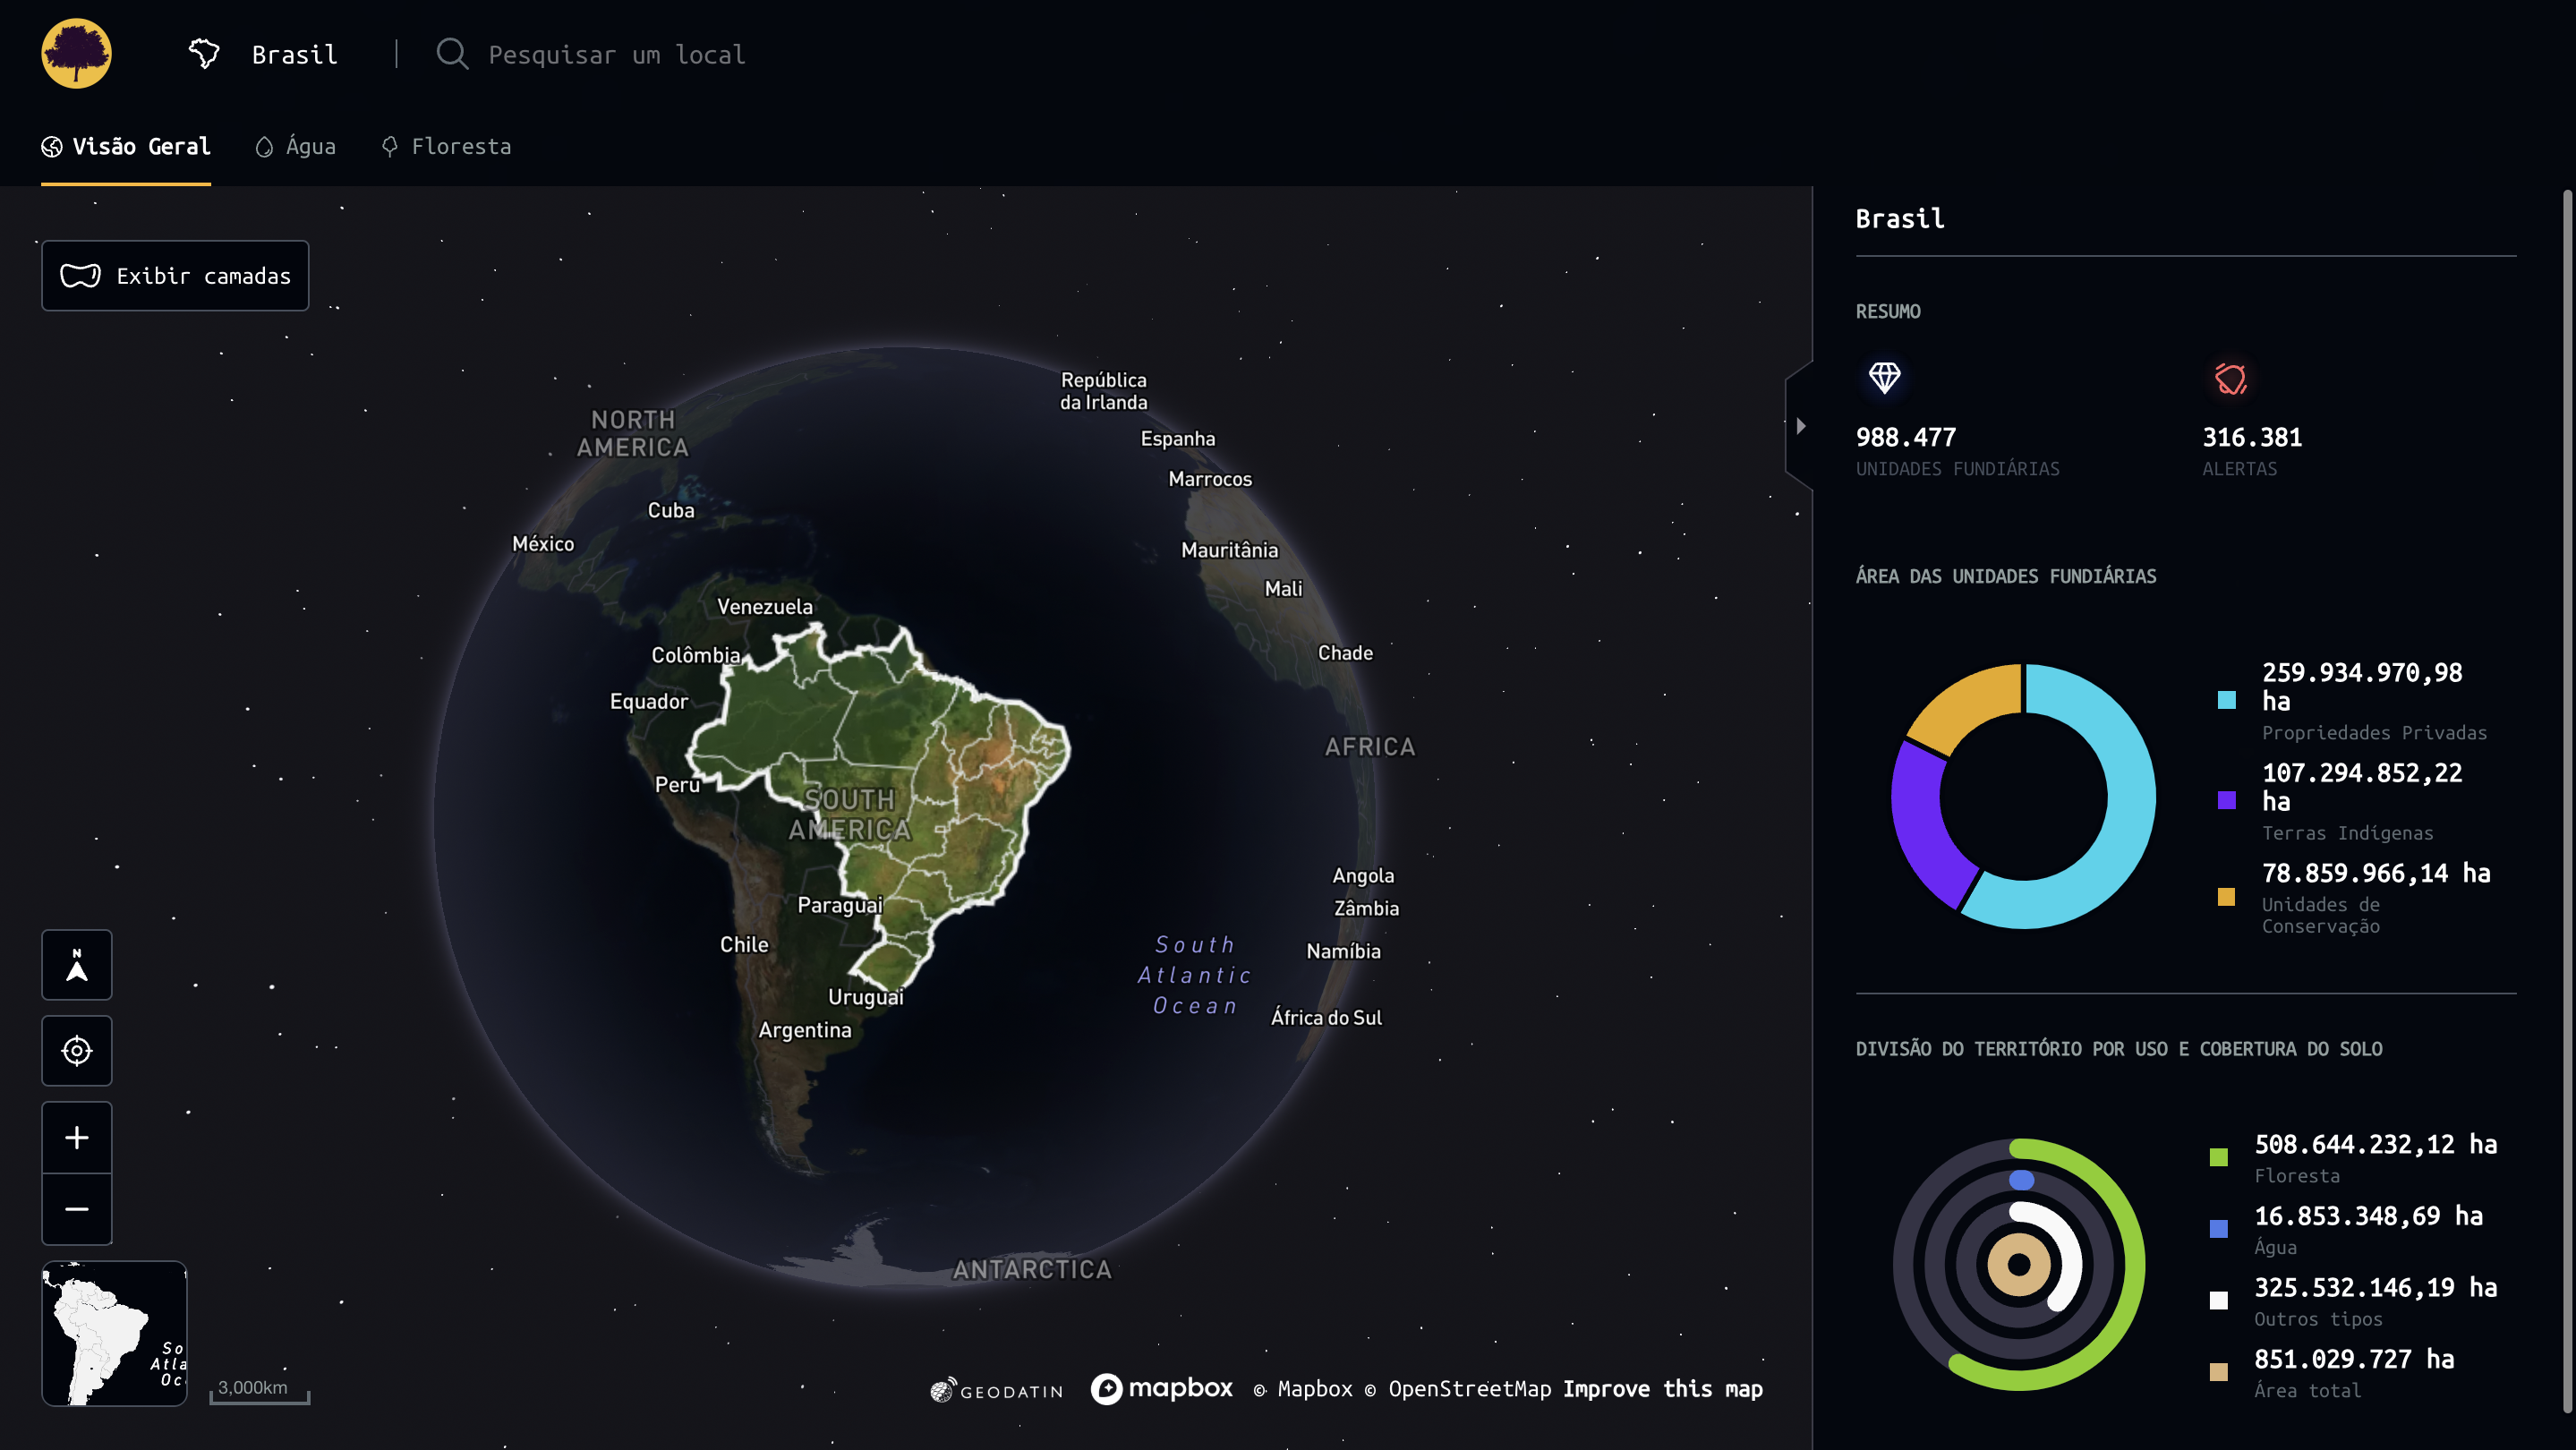 Brasil
Pesquisar um local
Visão Geral
Água
Floresta
Exibir camadas
NORTH
AMERICA
República
da Irlanda
Espanha
Marrocos
Cuba
México
Mauritânia
Mali
Venezuela
Colômbia
Chade
Equador
AFRICA
Peru
SOUTH
AMERICA
Angola
Paraguai
Zâmbia
Chile
South
Atlantic
Ocean
Namíbia
Uruguai
África do Sul
Argentina
ANTARCTICA
N
So
Atla
Oc
3,000km
GEODATIN
mapbox
© Mapbox © OpenStreetMap Improve this map
Brasil
RESUMO
988.477
UNIDADES FUNDIÁRIAS
316.381
ALERTAS
ÁREA DAS UNIDADES FUNDIÁRIAS
259.934.970,98
ha
Propriedades Privadas
107.294.852,22
ha
Terras Indígenas
78.859.966,14 ha
Unidades de
Conservação
DIVISÃO DO TERRITÓRIO POR USO E COBERTURA DO SOLO
508.644.232,12 ha
Floresta
16.853.348,69 ha
Água
325.532.146,19 ha
Outros tipos
851.029.727 ha
Área total